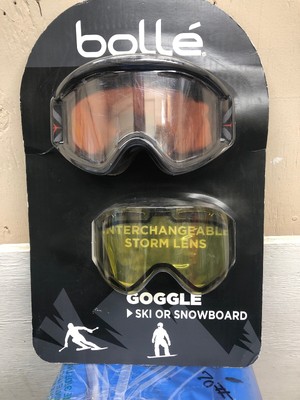 bollé
INTERCHANGEABLE
STORM LENS
GOGGLE
SKI OR SNOWBOARD